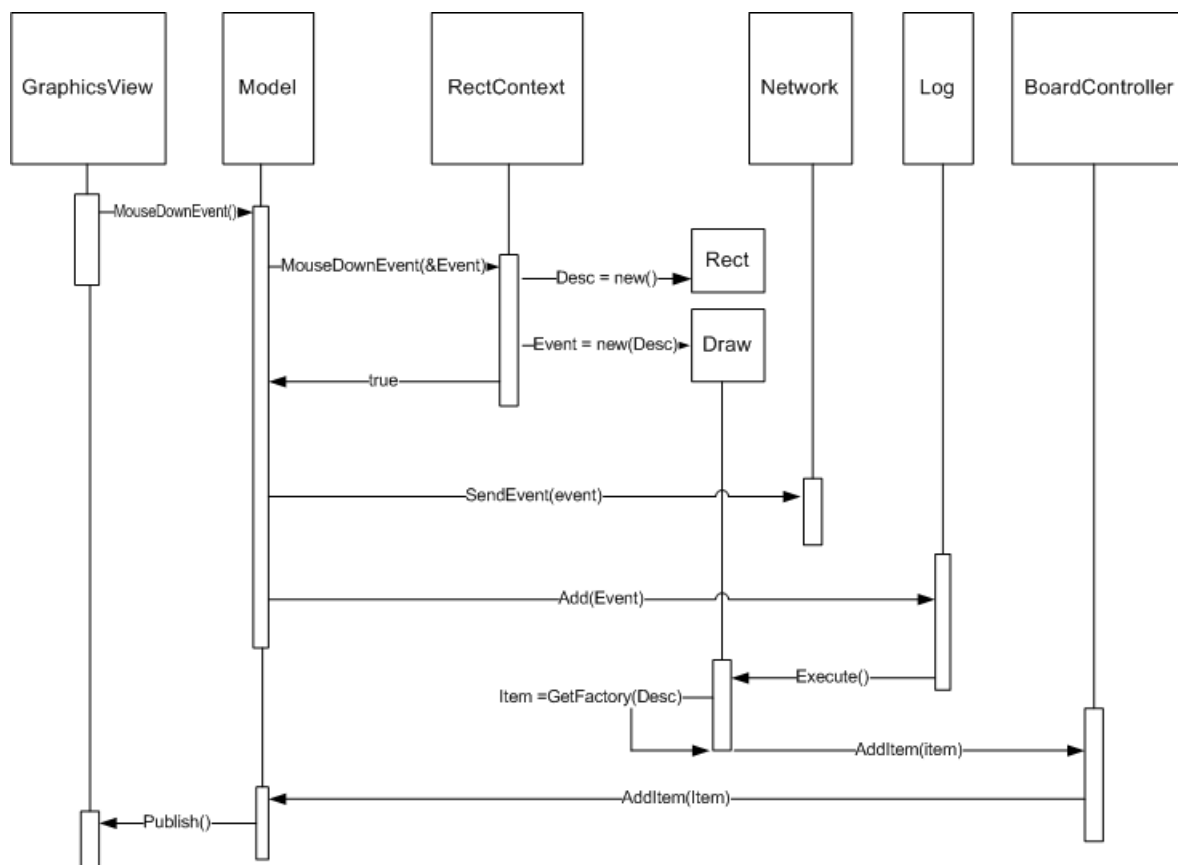 GraphicsView
Model
RectContext
Network
Log
BoardController
MouseDownEvent()
MouseDownEvent(&Event)
Rect
Desc = new()
Event = new(Desc)
Draw
true
SendEvent(event)
Add(Event)
Execute()
Item =GetFactory(Desc)
AddItem(item)
AddItem(Item)
Publish()